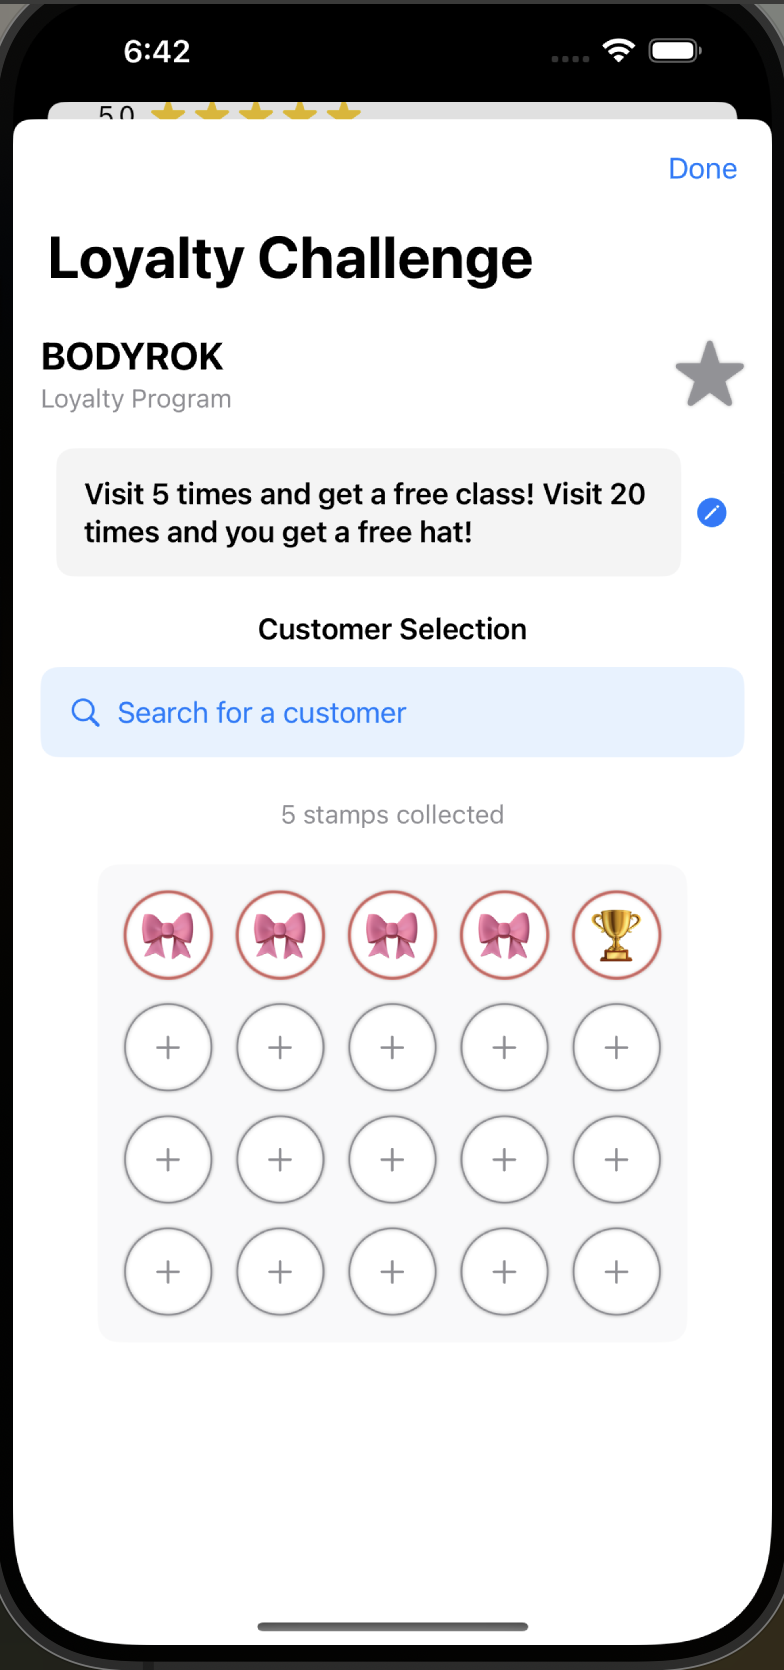 6:42
5.0
Done
Loyalty Challenge
BODYROK
Loyalty Program
Visit 5 times and get a free class! Visit 20
times and you get a free hat!
Customer Selection
Search for a customer
5 stamps collected